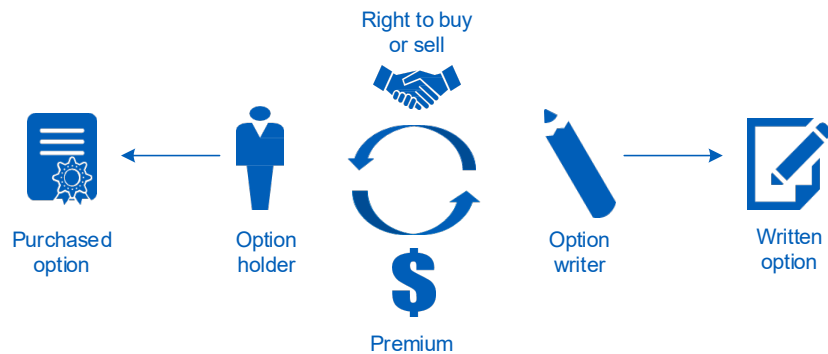 Right to buy
or sell
Purchased
option
Option
holder
Option
writer
Written
option
$
Premium